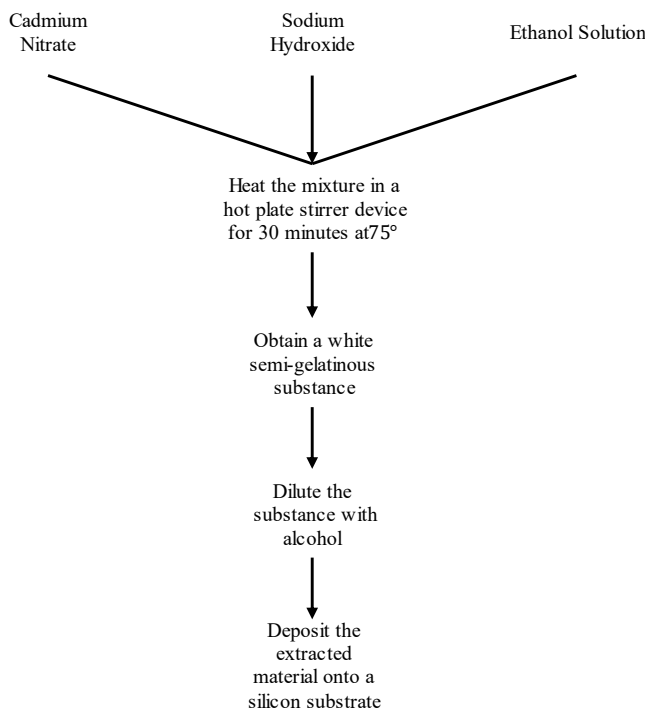 Cadmium
Nitrate
Sodium
Hydroxide
Ethanol Solution
Heat the mixture in a
hot plate stirrer device
for 30 minutes at75°
Obtain a white
semi-gelatinous
substance
Dilute the
substance with
alcohol
Deposit the
extracted
material onto a
silicon substrate